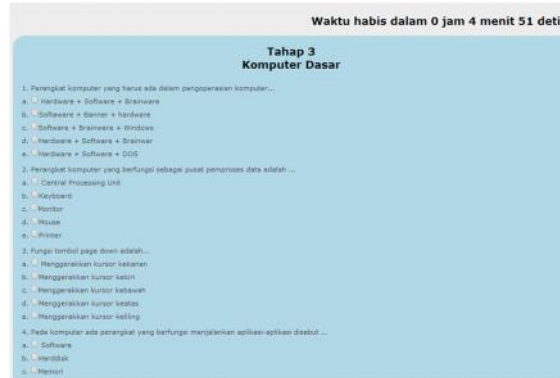 Waktu habis dalam 0 jam 4 menit 51 deti
Tahap 3
Komputer Dasar
1. Perangkat komputer yang harus ada dalam pengoperasian komputer...
a. Hardware + Software + Brainware
b. Softaware + Banner + hardware
c. Software + Brainware + Windows
d. Hardware + Software + Brainwar
e. Hardware + Software + DOS
2. Perangkat komputer yang berfungsi sebagai pusat pemproses data adalah ...
a. Central Processing Unit
b. Keyboard
c. Monitor
d. Mouse
e. Printer
3. Fungsi tombol page down adalah...
a. Menggerakkan kursor kekanan
b. Menggerakkan kursor kekiri
c. Menggerakkan kursor kebawah
d. Menggerakkan kursor keatas
e. Menggerakkan kursor keliling
4. Pada komputer ada perangkat yang berfungsi menjalankan aplikasi-aplikasi disebut ...
a. Software
b. Harddisk
c. Memori